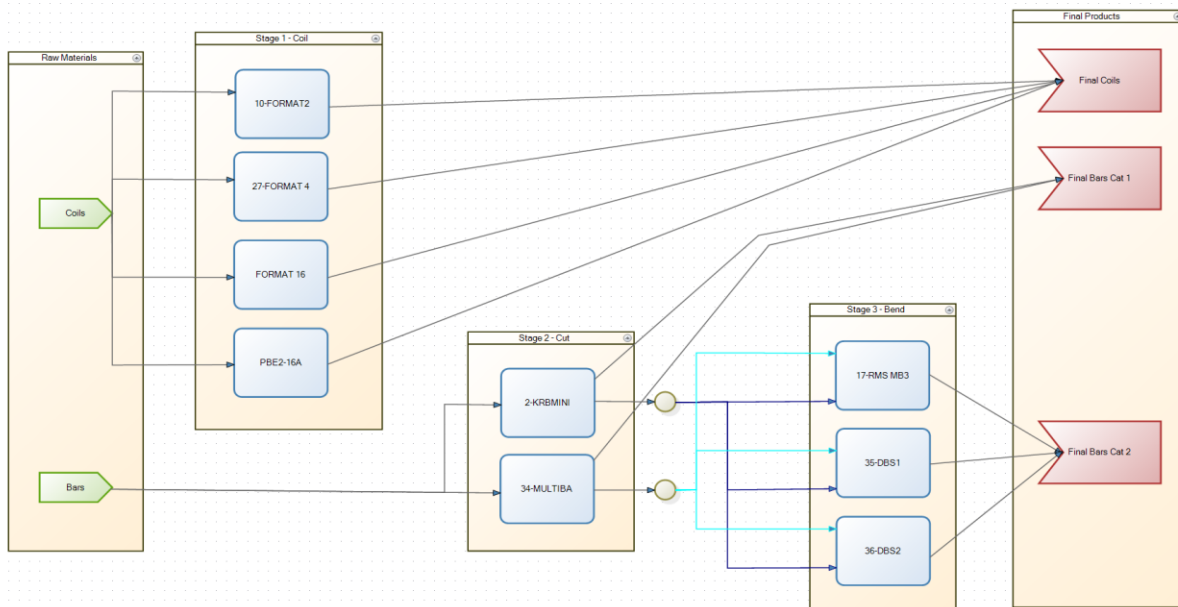 Raw Materials
Coils
Bars
Stage 1 - Coil
10-FORMAT2
27-FORMAT 4
FORMAT 16
PBE2-16A
Stage 2 - Cut
2-KRBMINI
34-MULTIBA
Stage 3 - Bend
17-RMS MB3
35-DBS1
36-DBS2
Final Products
Final Coils
Final Bars Cat 1
Final Bars Cat 2